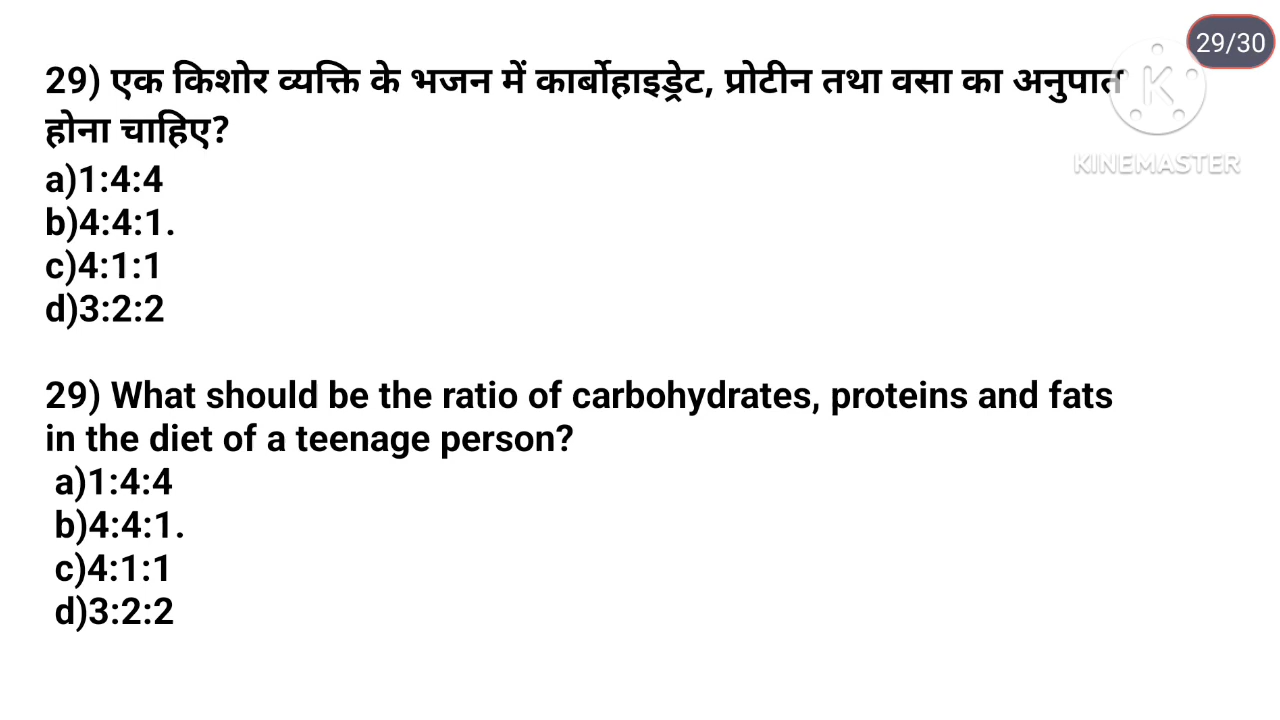 29/30
29) एक किशोर व्यक्ति के भजन में कार्बोहाइड्रेट, प्रोटीन तथा वसा का अनुपात
होना चाहिए?
a)1:4:4
b)4:4:1.
c)4:1:1
d)3:2:2
KINEMASTER
29) What should be the ratio of carbohydrates, proteins and fats
in the diet of a teenage person?
a)1:4:4
b)4:4:1.
c)4:1:1
d)3:2:2